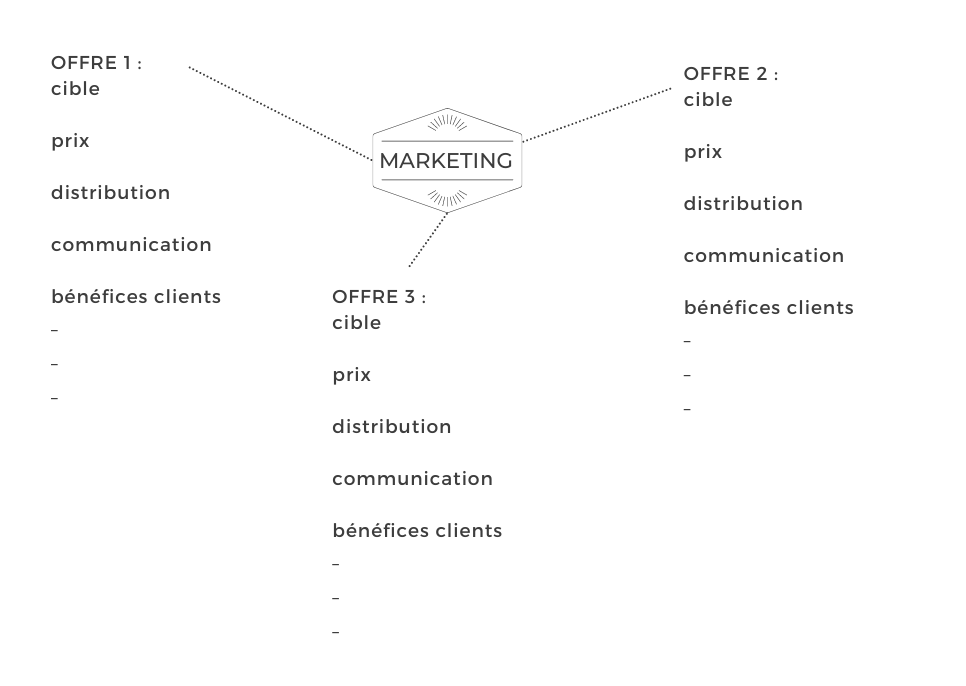 OFFRE 1 :
cible
prix
distribution
communication
bénéfices clients
–
–
–
MARKETING
OFFRE 2 :
cible
prix
distribution
communication
bénéfices clients
–
–
–
OFFRE 3 :
cible
prix
distribution
communication
bénéfices clients
–
–
–